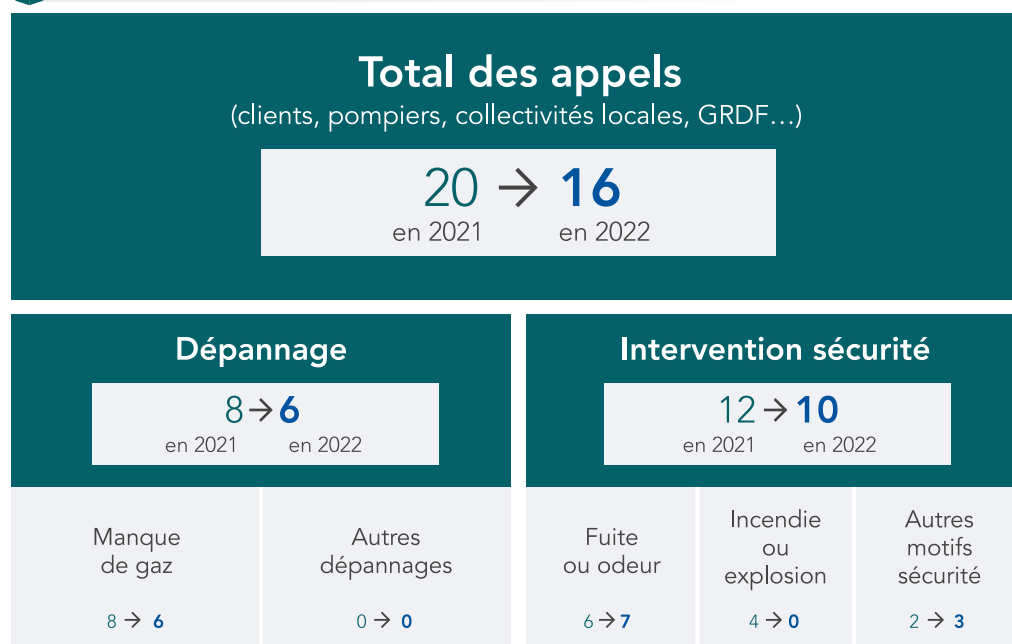 Total des appels
(clients, pompiers, collectivités locales, GRDF…)
20 → 16
en 2021 en 2022
Dépannage
8 → 6
en 2021 en 2022
Manque
de gaz
8 → 6
Autres
dépannages
0 → 0
Intervention sécurité
12 → 10
en 2021 en 2022
Fuite
ou odeur
6 → 7
Incendie
ou
explosion
4 → 0
Autres
motifs
sécurité
2 → 3